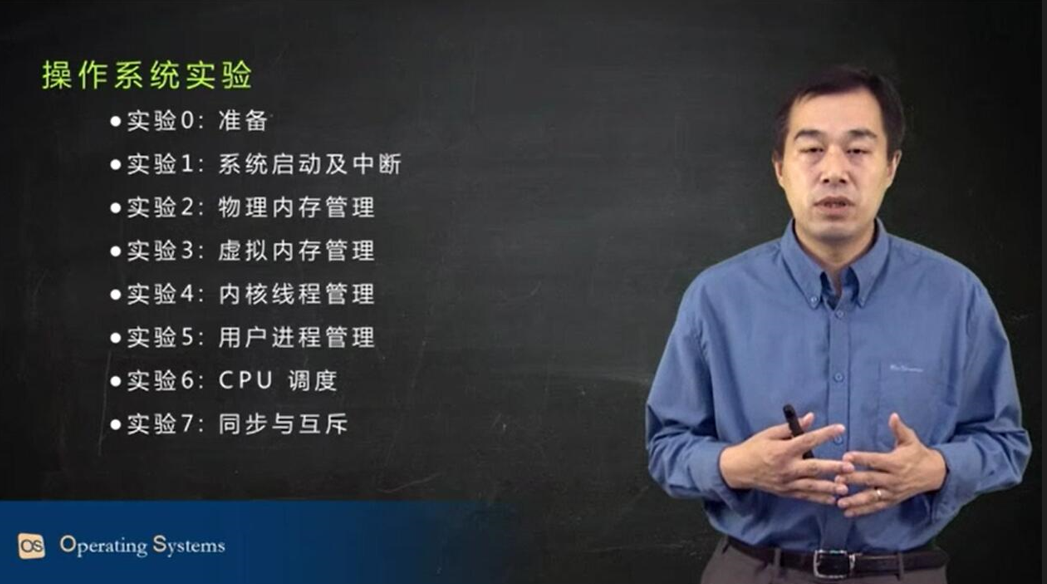 操作系统实验
●实验0: 准备
●实验1: 系统启动及中断
●实验2: 物理内存管理
●实验3: 虚拟内存管理
●实验4: 内核线程管理
●实验5: 用户进程管理
●实验6: CPU 调度
●实验7: 同步与互斥
OS Operating Systems